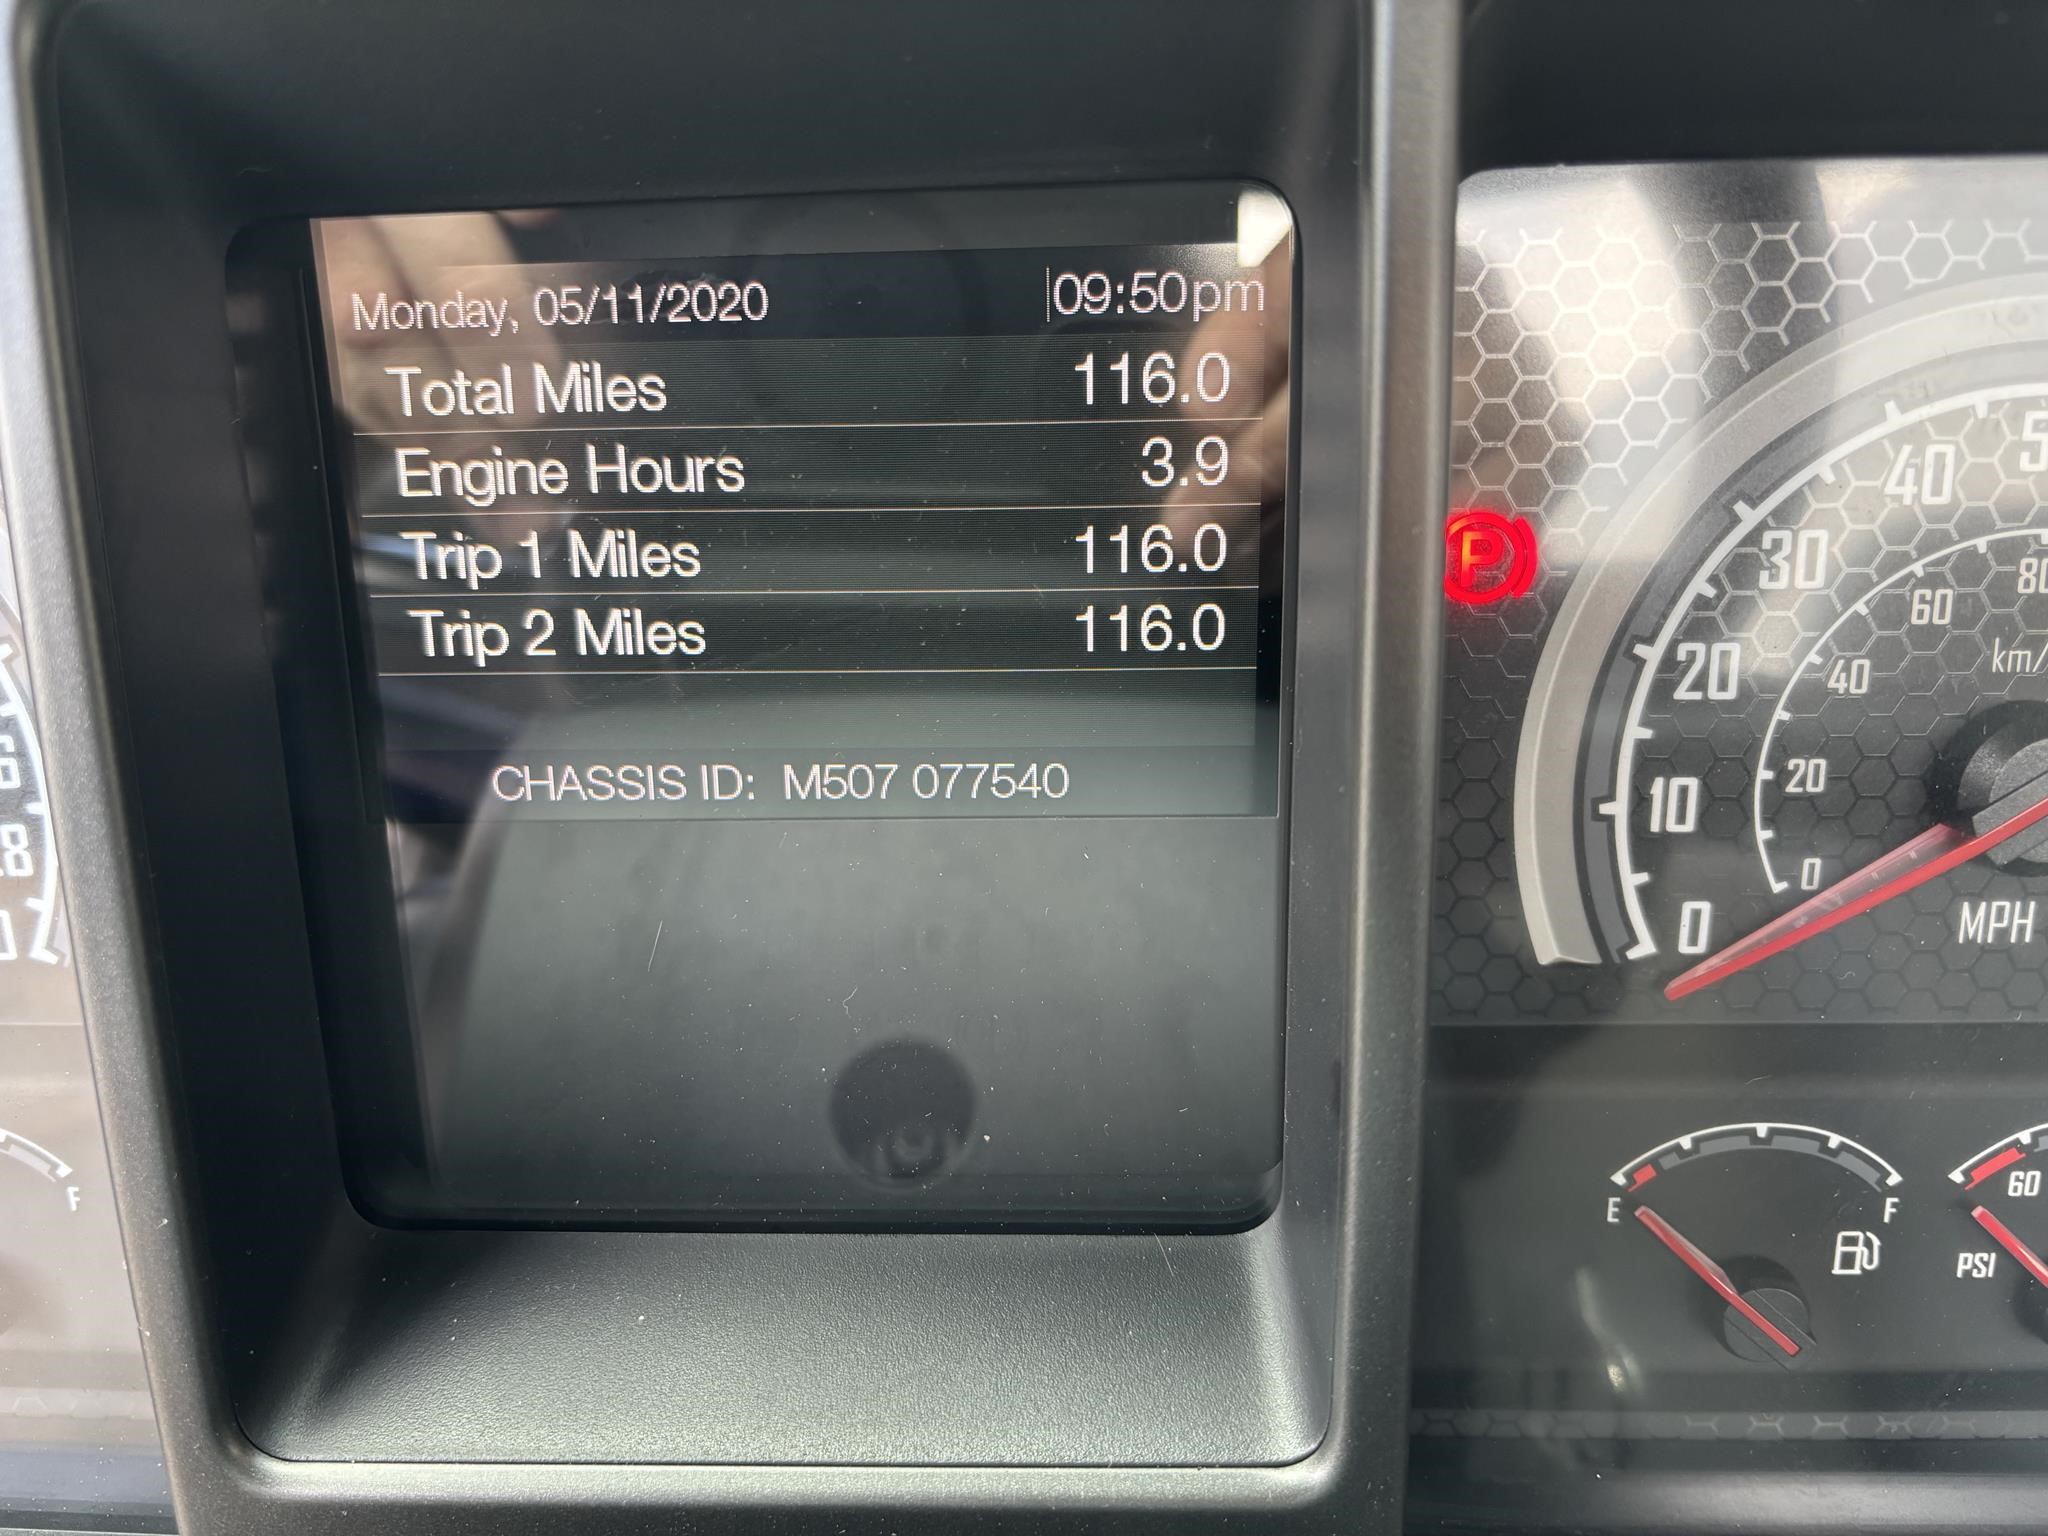 Monday, 05/11/2020 09:50pm
Total Miles 116.0
Engine Hours 3.9
Trip 1 Miles 116.0
Trip 2 Miles 116.0
CHASSIS ID: M507 077540
P
40
30
20
10
0
80
60
40
20
0
km/
MPH
E
F
60
PSI
F